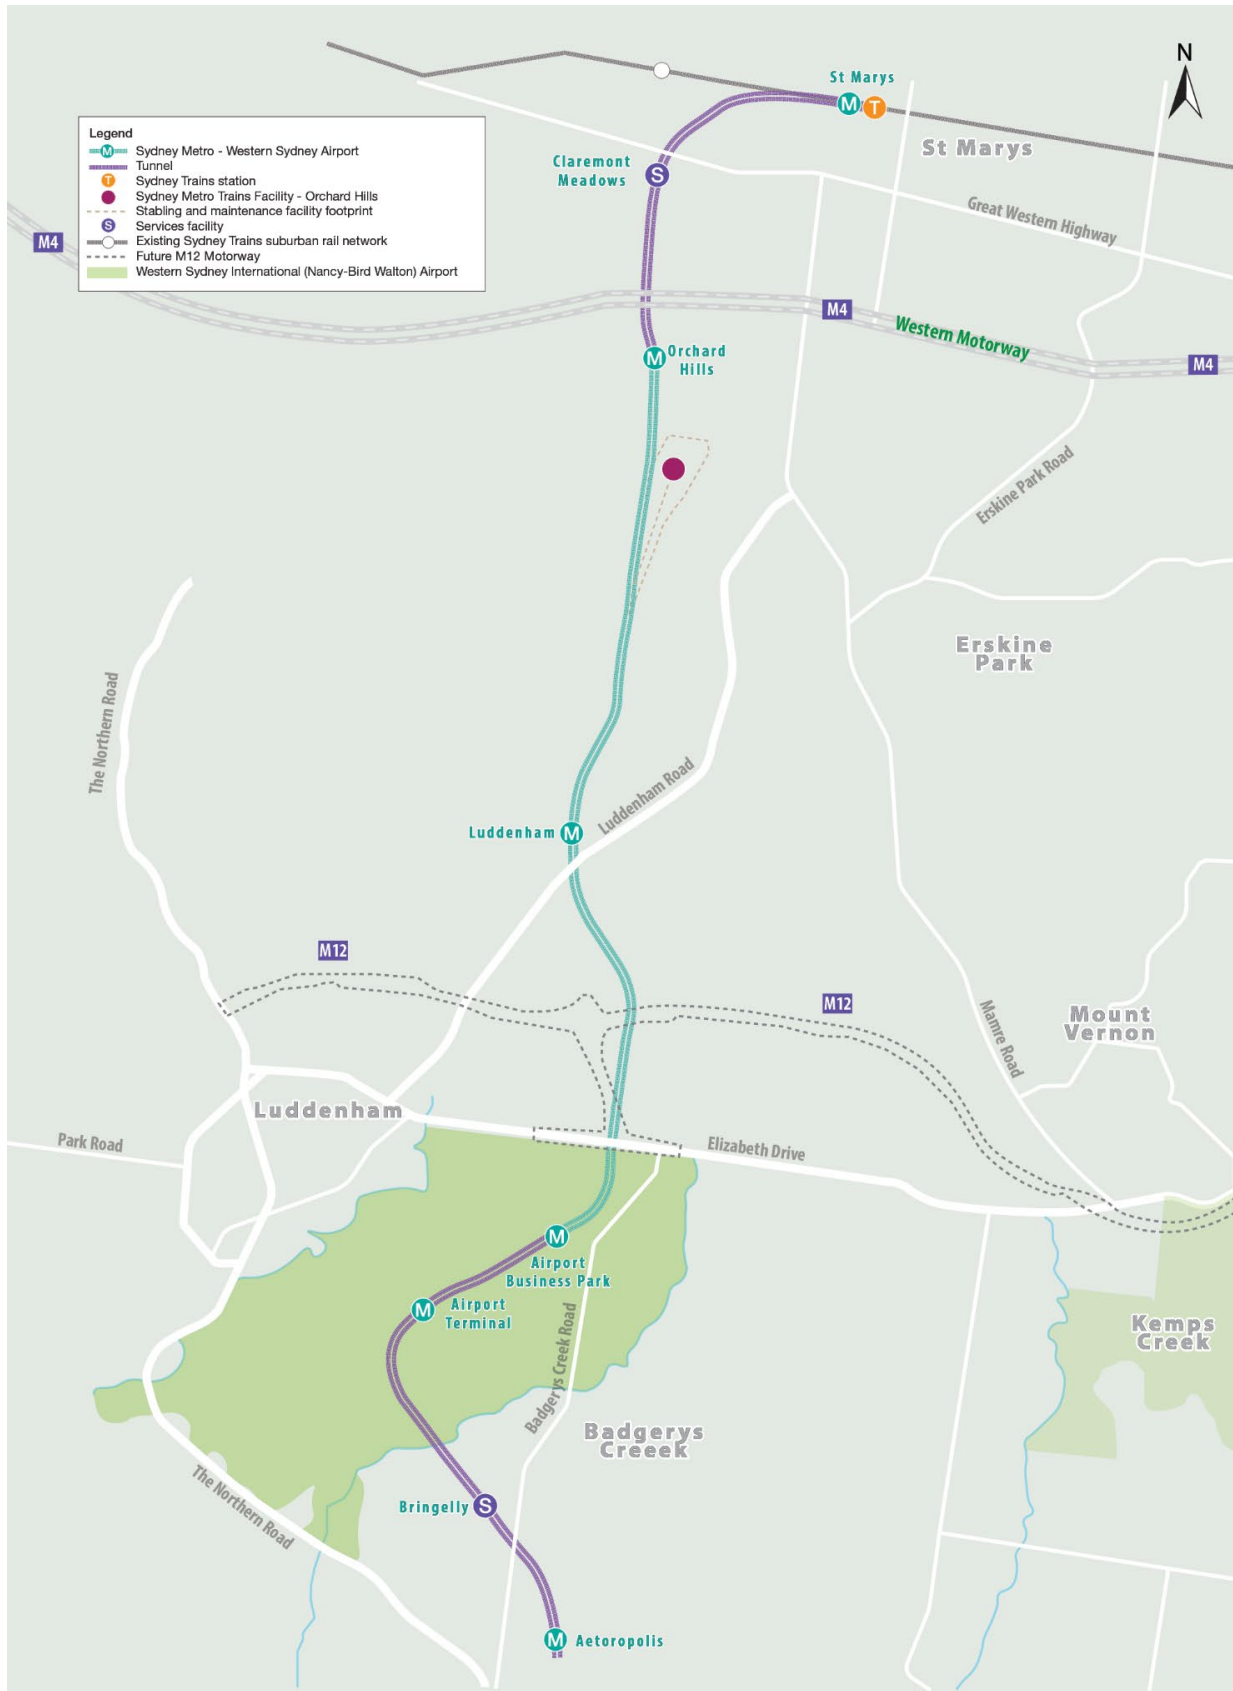 N
St Marys
M
T
St Marys
Legend
M
Sydney Metro - Western Sydney Airport
Tunnel
T
Sydney Trains station
Sydney Metro Trains Facility - Orchard Hills
Stabling and maintenance facility footprint
S
Services facility
Existing Sydney Trains suburban rail network
Future M12 Motorway
Western Sydney International (Nancy-Bird Walton) Airport
Claremont
Meadows
S
Great Western Highway
M4
M4
Western Motorway
M4
M
Orchard
Hills
Erskine Park Road
Erskine
Park
The Northern Road
Luddenham Road
Luddenham
M
M12
M12
Mount
Vernon
Mamre Road
Luddenham
Park Road
Elizabeth Drive
M
Airport
Business Park
M
Airport
Terminal
Kemps
Creek
Badgerys Creek Road
Badgerys
Creeek
The Northern Road
Bringelly
S
M
Aetoropolis